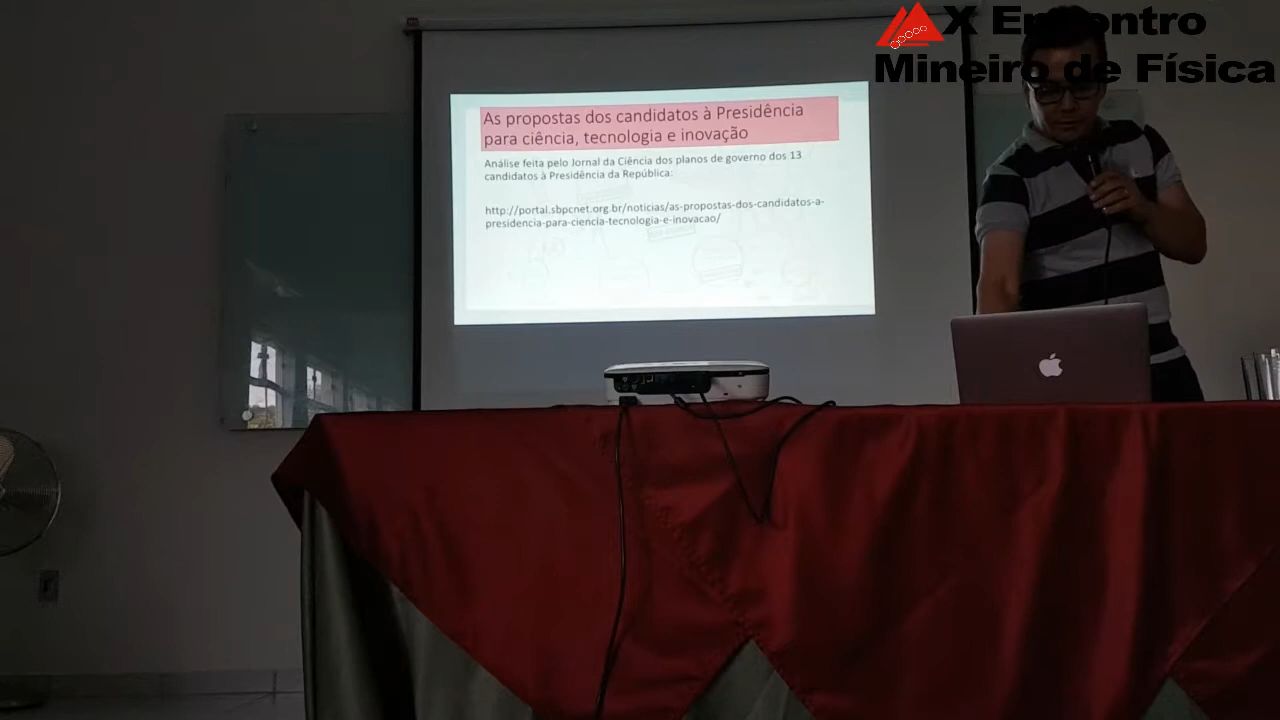 X Encontro
Mineiro de Física
As propostas dos candidatos à Presidência
para ciência, tecnologia e inovação
Análise feita pelo Jornal da Ciência dos planos de governo dos 13
candidatos à Presidência da República:
http://portal.sbpcnet.org.br/noticias/as-propostas-dos-candidatos-a-
presidencia-para-ciencia-tecnologia-e-inovacao/